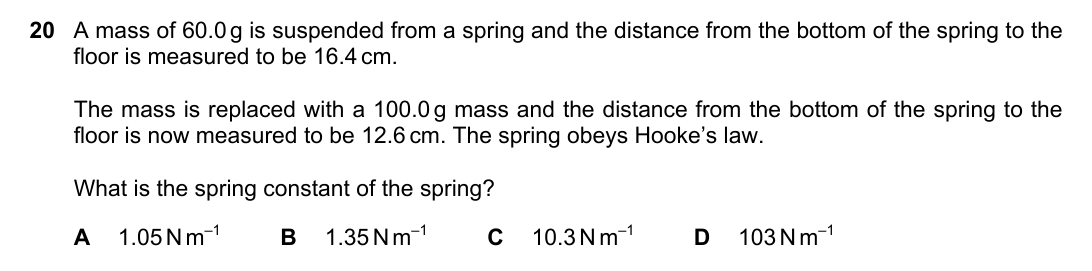 20 A mass of 60.0 g is suspended from a spring and the distance from the bottom of the spring to the
floor is measured to be 16.4 cm.
The mass is replaced with a 100.0 g mass and the distance from the bottom of the spring to the
floor is now measured to be 12.6 cm. The spring obeys Hooke’s law.
What is the spring constant of the spring?
A 1.05 N m⁻¹ B 1.35 N m⁻¹ C 10.3 N m⁻¹ D 103 N m⁻¹